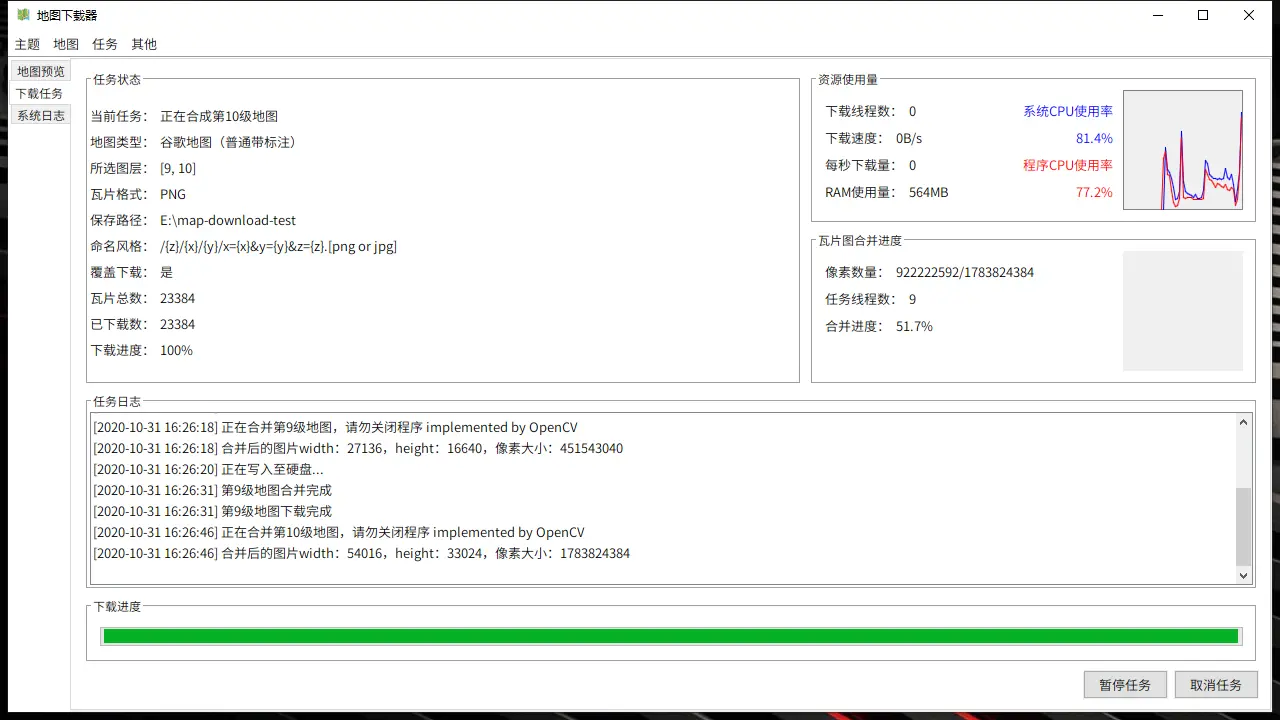 地图下载器
主题 地图 任务 其他
地图预览
下载任务
系统日志
任务状态
当前任务： 正在合成第10级地图
地图类型： 谷歌地图（普通带标注）
所选图层： [9, 10]
瓦片格式： PNG
保存路径： E:\map-download-test
命名风格： /{z}/{x}/{y}/x={x}&y={y}&z={z}.[png or jpg]
覆盖下载： 是
瓦片总数： 23384
已下载数： 23384
下载进度： 100%
资源使用量
下载线程数： 0
下载速度： 0B/s
每秒下载量： 0
RAM使用量： 564MB
系统CPU使用率
81.4%
程序CPU使用率
77.2%
瓦片图合并进度
像素数量： 922222592/1783824384
任务线程数： 9
合并进度： 51.7%
任务日志
[2020-10-31 16:26:18] 正在合并第9级地图，请勿关闭程序 implemented by OpenCV
[2020-10-31 16:26:18] 合并后的图片width：27136，height：16640，像素大小：451543040
[2020-10-31 16:26:20] 正在写入至硬盘...
[2020-10-31 16:26:31] 第9级地图合并完成
[2020-10-31 16:26:31] 第9级地图下载完成
[2020-10-31 16:26:46] 正在合并第10级地图，请勿关闭程序 implemented by OpenCV
[2020-10-31 16:26:46] 合并后的图片width：54016，height：33024，像素大小：1783824384
下载进度
暂停任务 取消任务